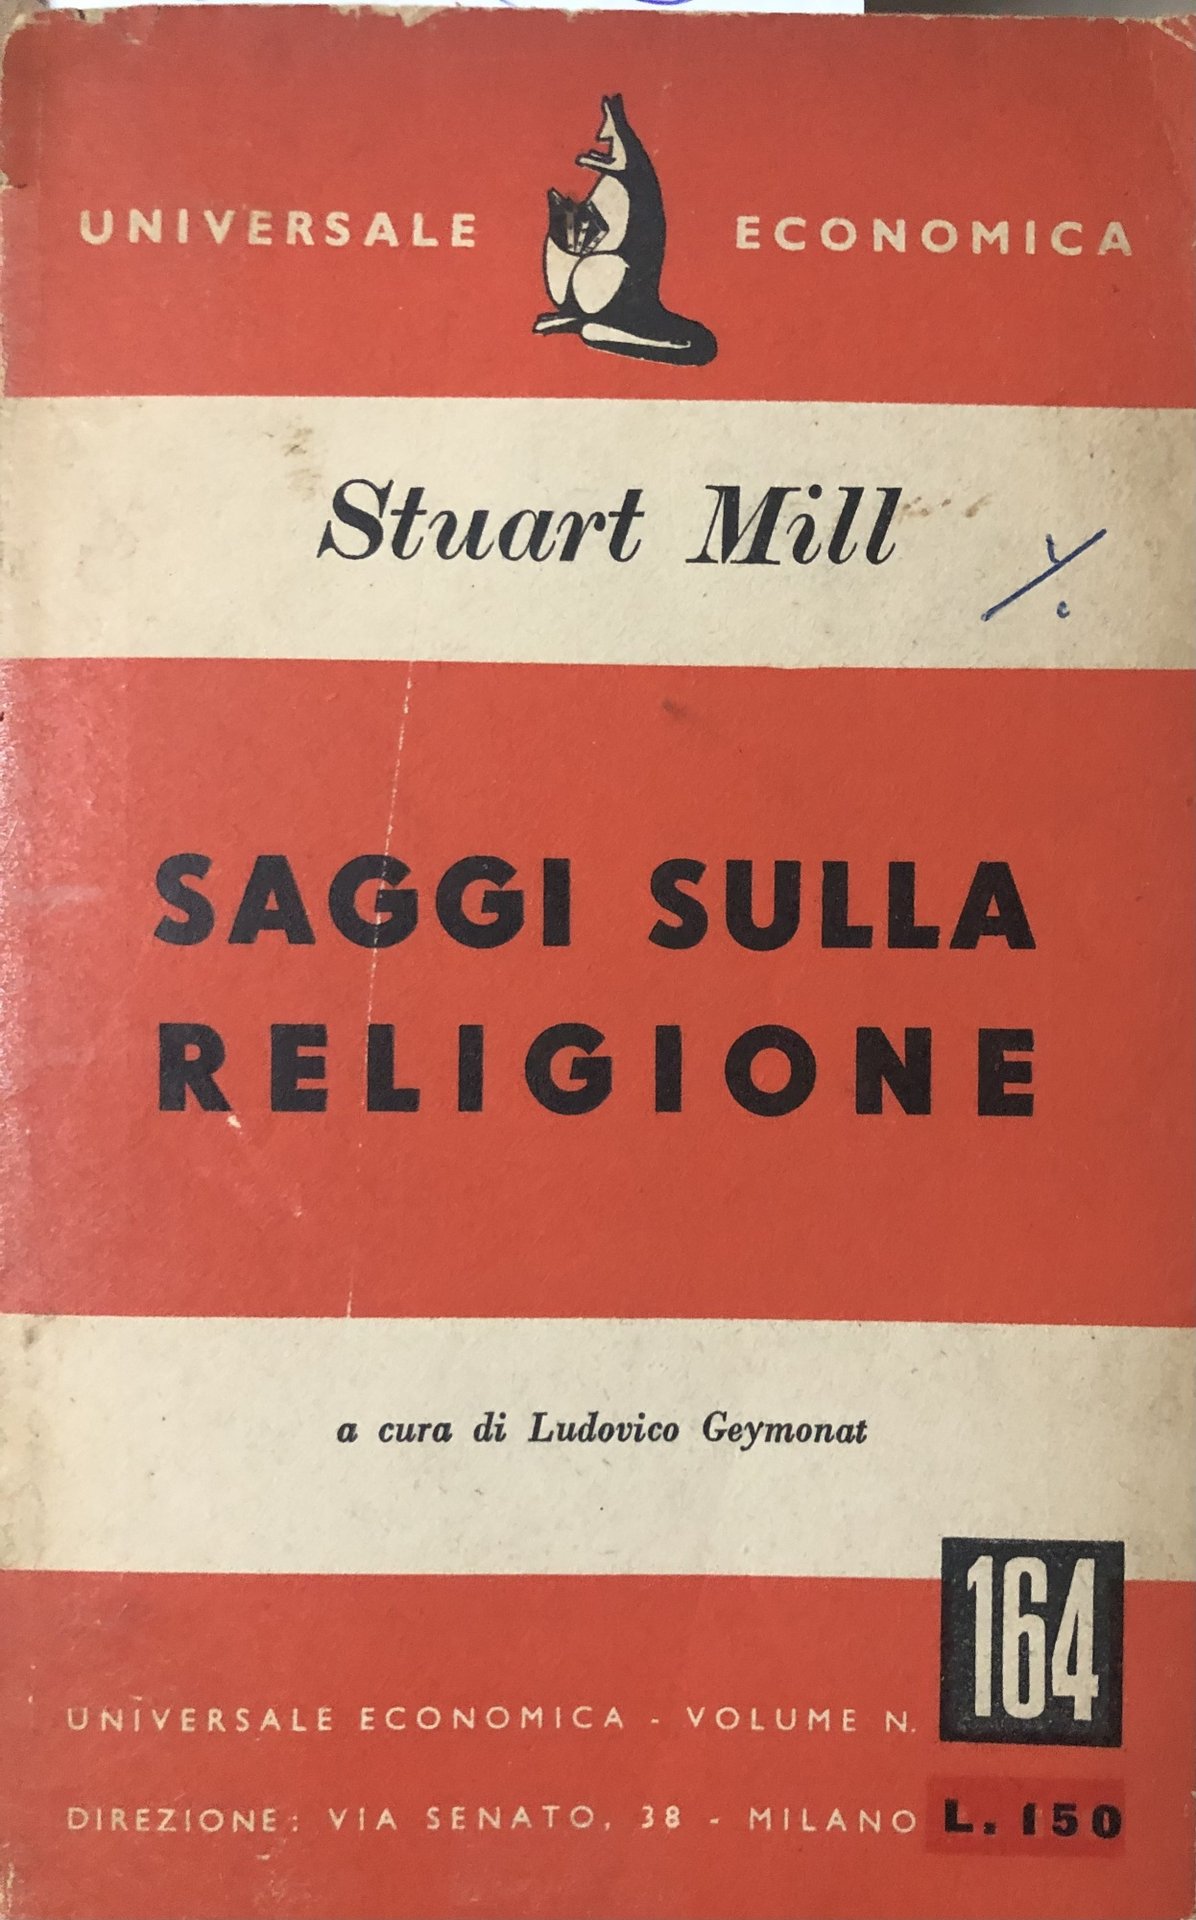 UNIVERSALE ECONOMICA
Stuart Mill
SAGGI SULLA
RELIGIONE
a cura di Ludovico Geymonat
UNIVERSALE ECONOMICA - VOLUME N. 164
DIREZIONE: VIA SENATO, 38 - MILANO L. 150